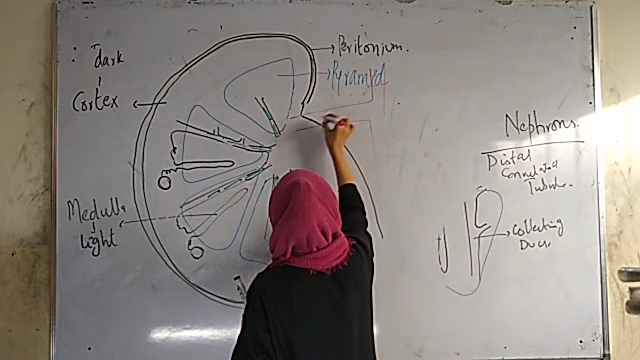 : dark
Cortex
Medulla
light
Peritonium.
Pyramid
Nephrons
Distal
Convoluted
Tubule.
Collecting
Duct